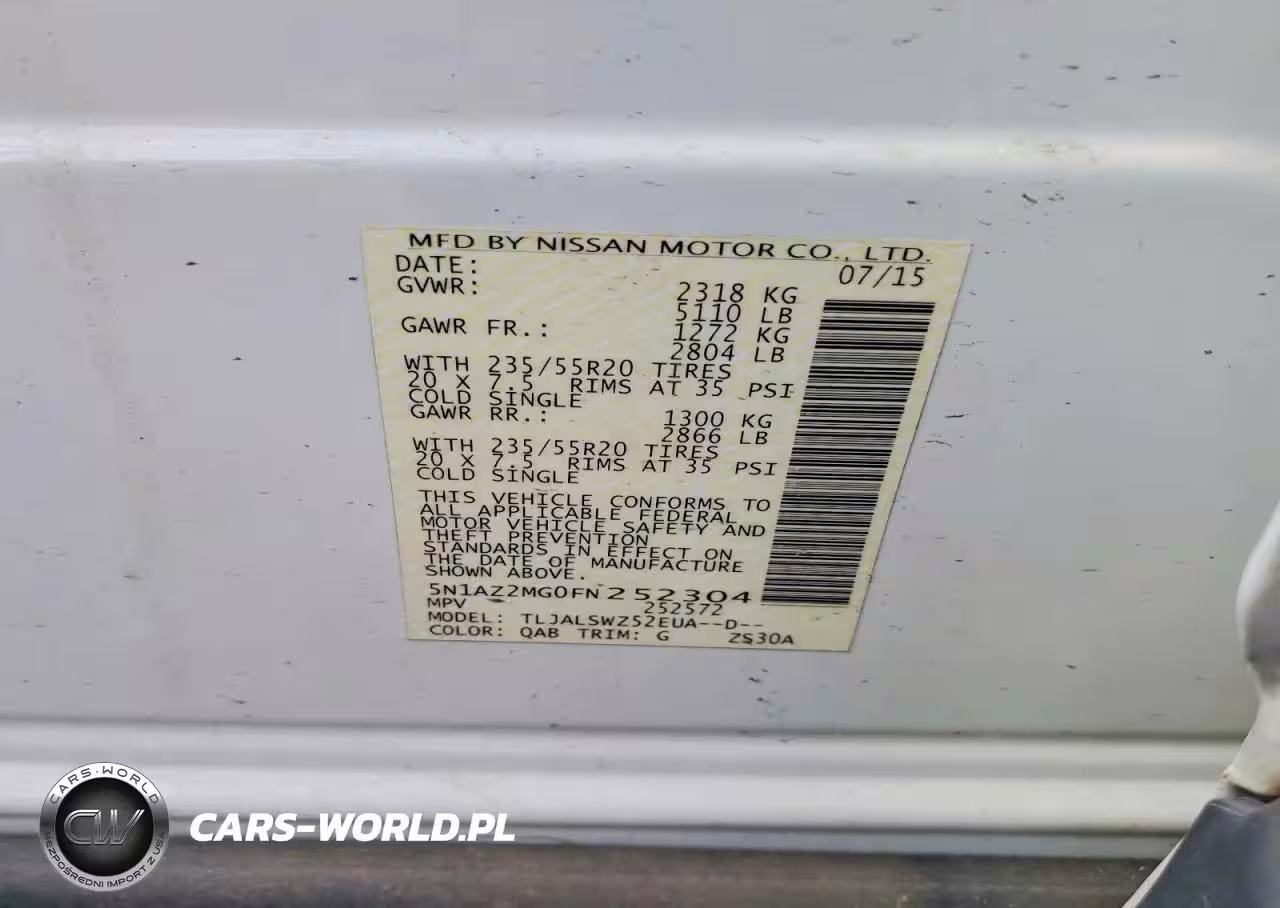 MFD BY NISSAN MOTOR CO., LTD.
DATE: 07/15
GVWR: 2318 KG
5110 LB
GAWR FR.: 1272 KG
2804 LB
WITH 235/55R20 TIRES
20 X 7.5 RIMS AT 35 PSI
COLD SINGLE
GAWR RR.: 1300 KG
2866 LB
WITH 235/55R20 TIRES
20 X 7.5 RIMS AT 35 PSI
COLD SINGLE
THIS VEHICLE CONFORMS TO
ALL APPLICABLE FEDERAL
MOTOR VEHICLE SAFETY AND
THEFT PREVENTION
STANDARDS IN EFFECT ON
THE DATE OF MANUFACTURE
SHOWN ABOVE.
5N1AZ2MG0FN252304
MPV 252572
MODEL: TLJALSWZ52EUA--D--
COLOR: QAB TRIM: G ZS30A
CARS-WORLD
CW
BEZPOŚREDNI IMPORT Z USA
CARS-WORLD.PL